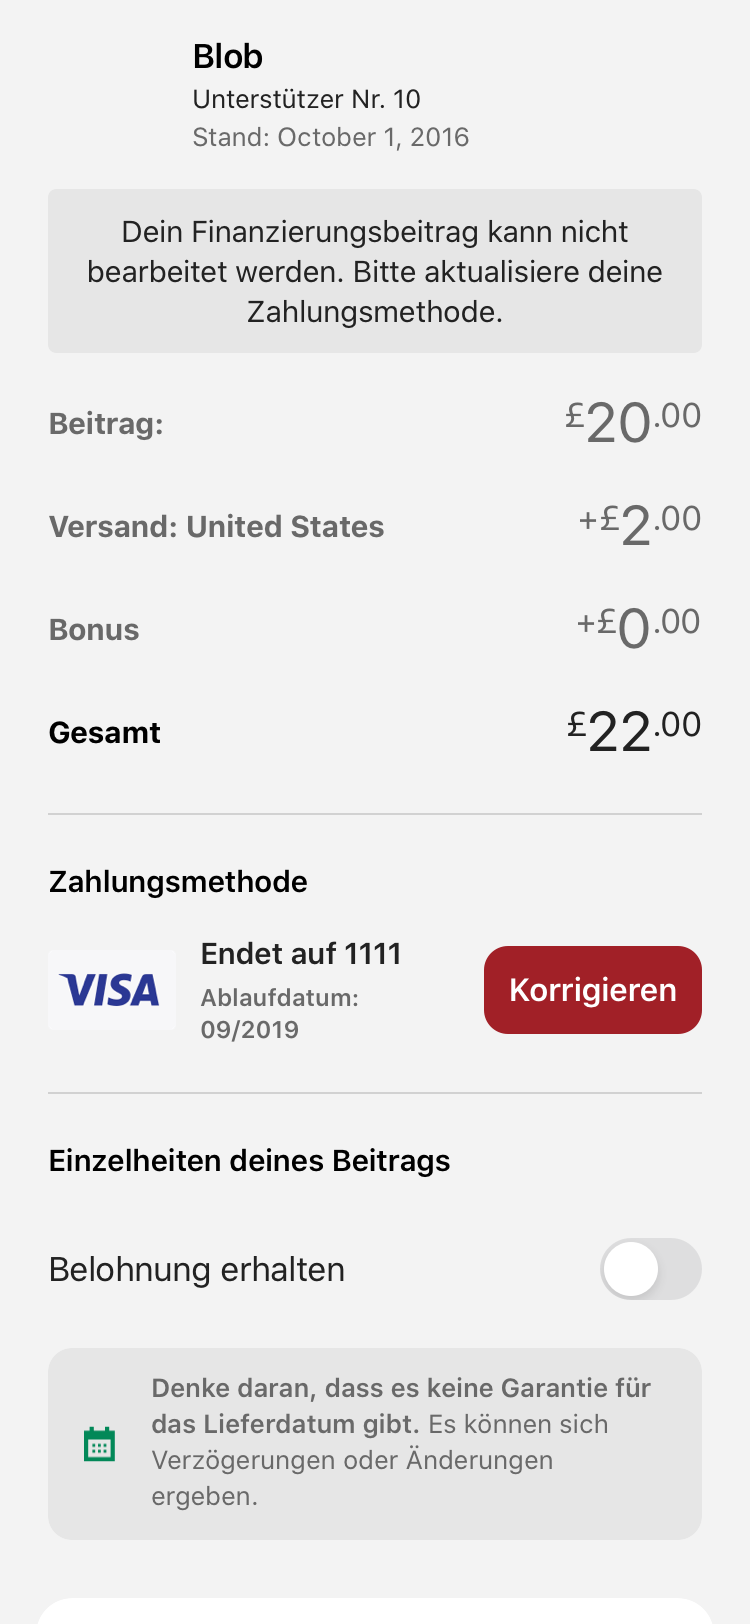 Blob
Unterstützer Nr. 10
Stand: October 1, 2016
Dein Finanzierungsbeitrag kann nicht
bearbeitet werden. Bitte aktualisiere deine
Zahlungsmethode.
Beitrag: £20.00
Versand: United States +£2.00
Bonus +£0.00
Gesamt £22.00
Zahlungsmethode
VISA
Endet auf 1111
Ablaufdatum:
09/2019
Korrigieren
Einzelheiten deines Beitrags
Belohnung erhalten
Denke daran, dass es keine Garantie für
das Lieferdatum gibt. Es können sich
Verzögerungen oder Änderungen
ergeben.